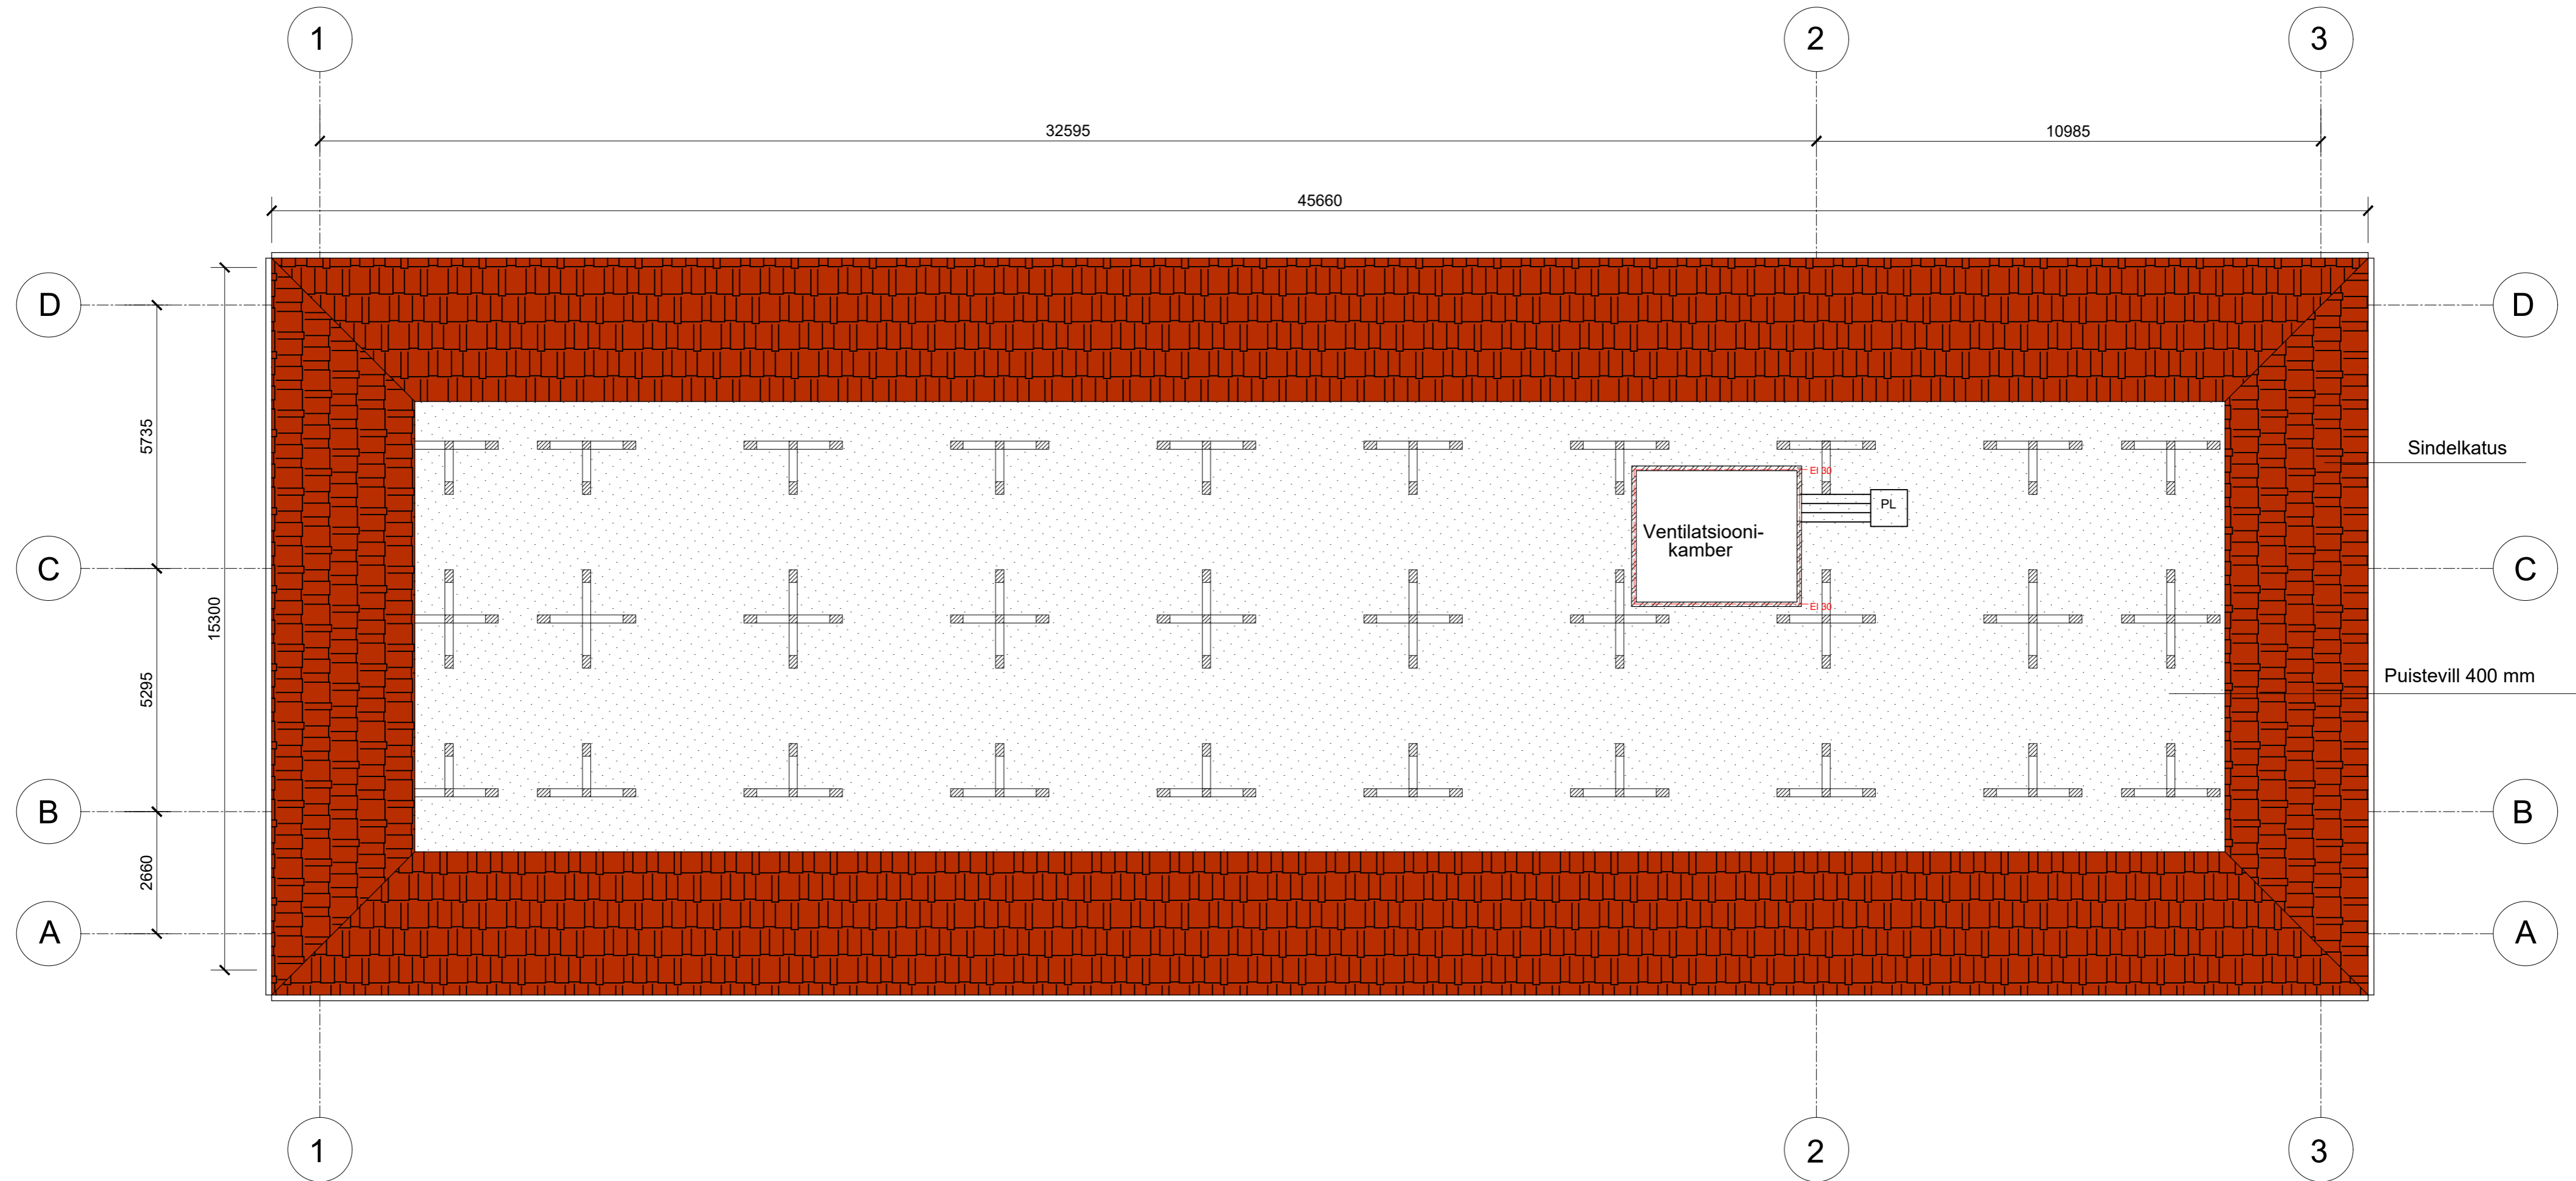 1
2
3
32595
10985
45660
D
D
EI 30
5735
Sindelkatus
PL
Ventilatsiooni-
kamber
C
C
15300
EI 30
5295
Puistevill 400 mm
B
B
2660
A
A
1
2
3